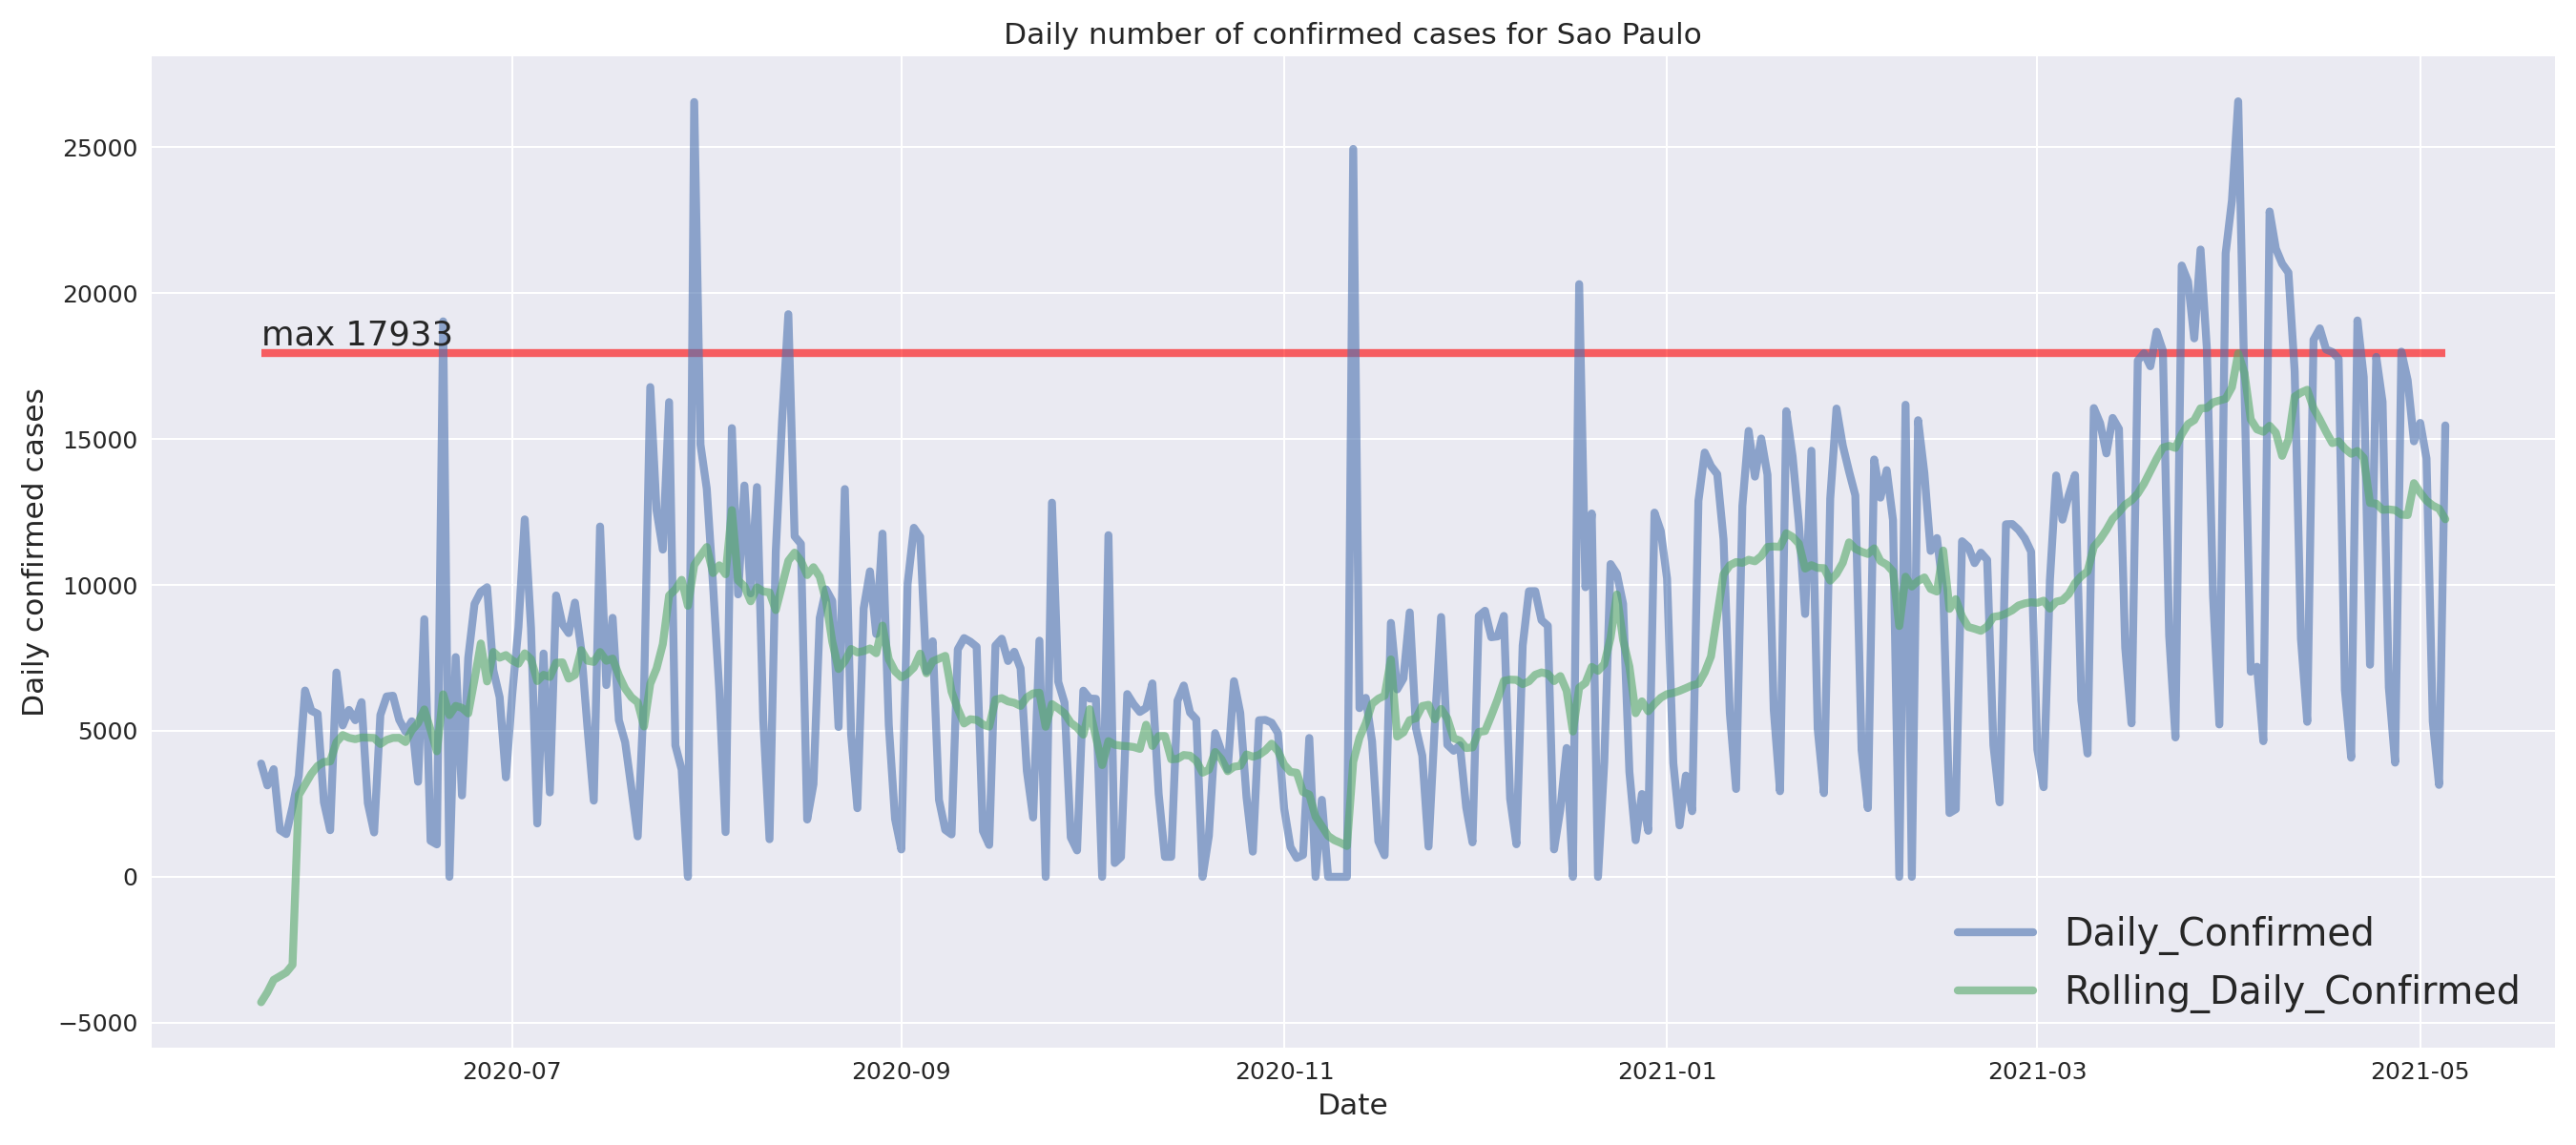 Daily number of confirmed cases for Sao Paulo
Daily confirmed cases
25000
20000
15000
10000
5000
0
−5000
max 17933
Daily_Confirmed
Rolling_Daily_Confirmed
2020-07
2020-09
2020-11
2021-01
2021-03
2021-05
Date